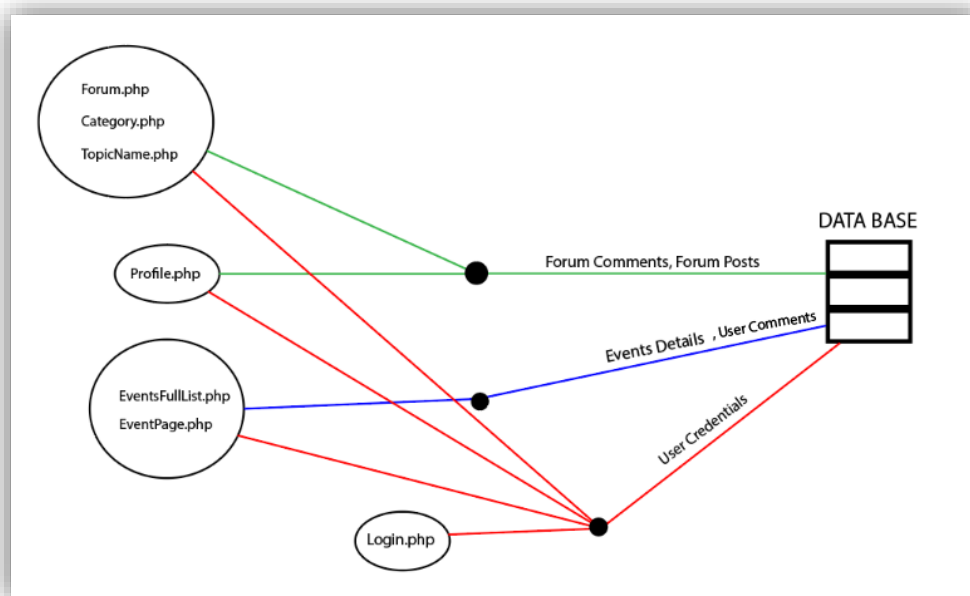 Forum.php
Category.php
TopicName.php
DATA BASE
Profile.php
Forum Comments, Forum Posts
Events Details , User Comments
EventsFullList.php
EventPage.php
User Credentials
Login.php